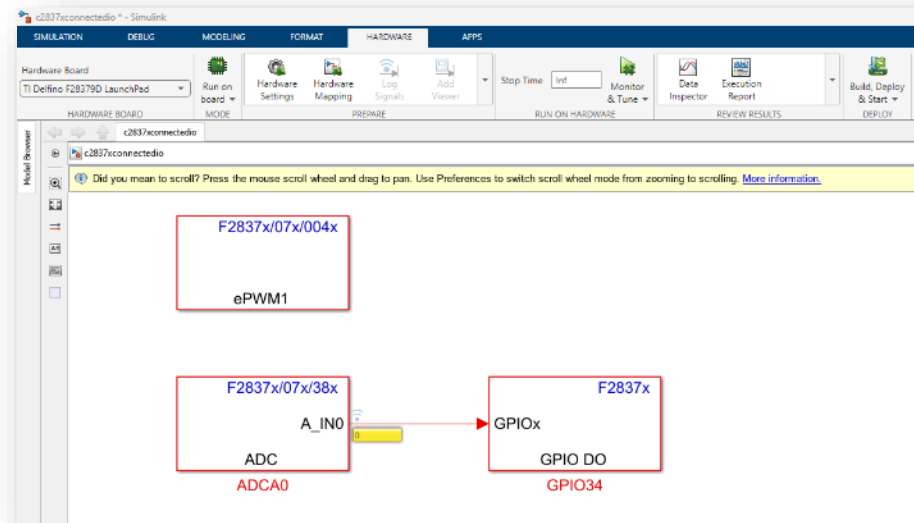 c2837xconnectedio * - Simulink
SIMULATION DEBUG MODELING FORMAT HARDWARE APPS
Hardware Board
TI Delfino F28379D LaunchPad
Run on board
Hardware Settings
Hardware Mapping
Log Signals
Add Viewer
Stop Time Inf
Monitor & Tune
Data Inspector
Execution Report
Build, Deploy & Start
HARDWARE BOARD MODE PREPARE RUN ON HARDWARE REVIEW RESULTS DEPLOY
Model Browser
c2837xconnectedio
c2837xconnectedio
Did you mean to scroll? Press the mouse scroll wheel and drag to pan. Use Preferences to switch scroll wheel mode from zooming to scrolling. More information.
F2837x/07x/004x
ePWM1
F2837x/07x/38x
A_IN0
0
ADC
ADCA0
F2837x
GPIOx
GPIO DO
GPIO34